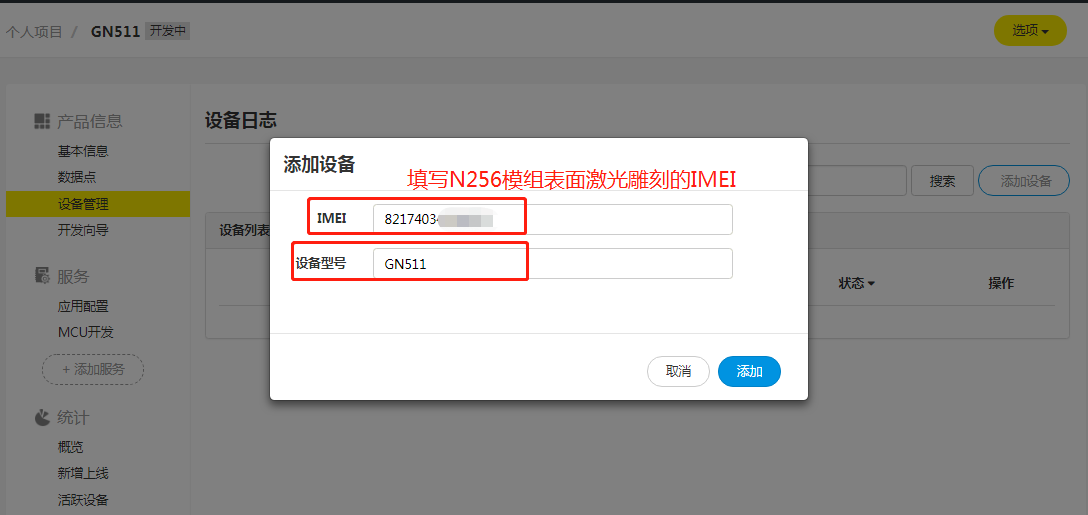 个人项目 / GN511 开发中
选项
产品信息
基本信息
数据点
设备管理
开发向导
服务
应用配置
MCU开发
+ 添加服务
统计
概览
新增上线
活跃设备
设备日志
搜索
添加设备
设备列表
状态
操作
添加设备
填写N256模组表面激光雕刻的IMEI
IMEI
8217403
设备型号
GN511
取消
添加